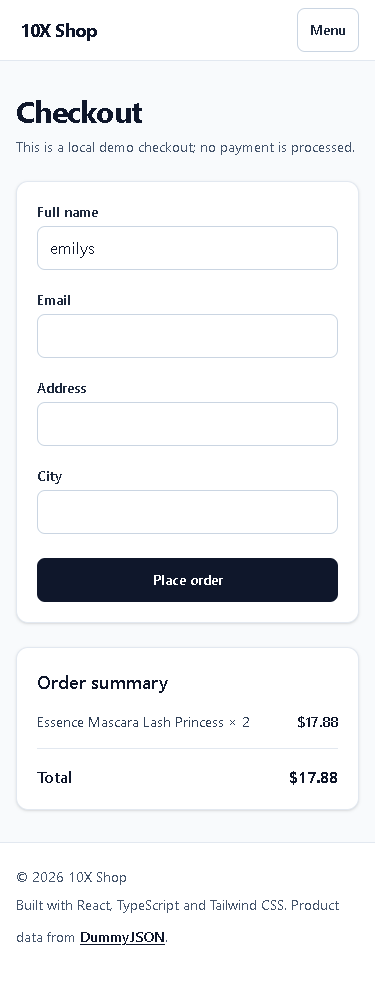 10X Shop
Menu
Checkout
This is a local demo checkout; no payment is processed.
Full name
emilys
Email
Address
City
Place order
Order summary
Essence Mascara Lash Princess × 2 $17.88
Total $17.88
© 2026 10X Shop
Built with React, TypeScript and Tailwind CSS. Product
data from DummyJSON.